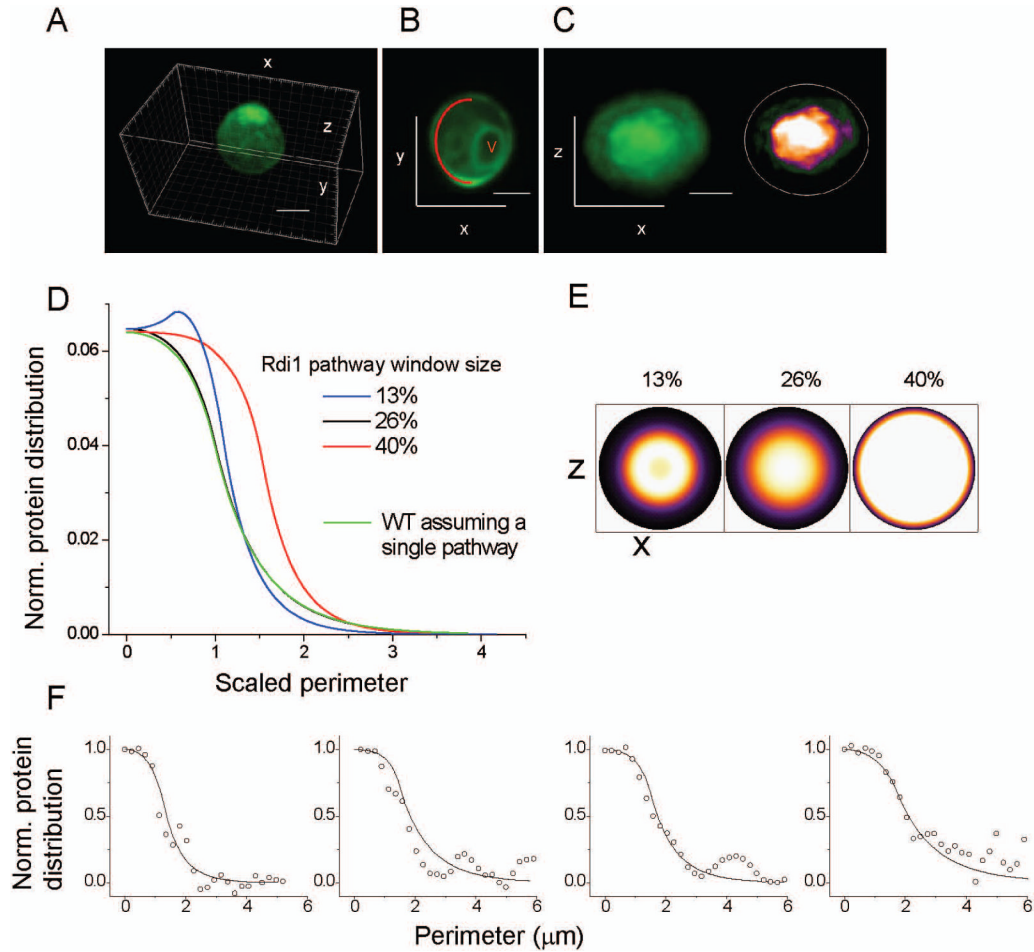 A
B
C
x
z
y
y
V
x
z
x
D
Norm. protein distribution
0.06
0.04
0.02
0.00
Rdi1 pathway window size
13%
26%
40%
WT assuming a
single pathway
0 1 2 3 4
Scaled perimeter
E
13% 26% 40%
Z
X
F
Norm. protein
distribution
1.0 1.0 1.0 1.0
0.5 0.5 0.5 0.5
0.0 0.0 0.0 0.0
0 2 4 6 0 2 4 6 0 2 4 6 0 2 4 6
Perimeter (μm)